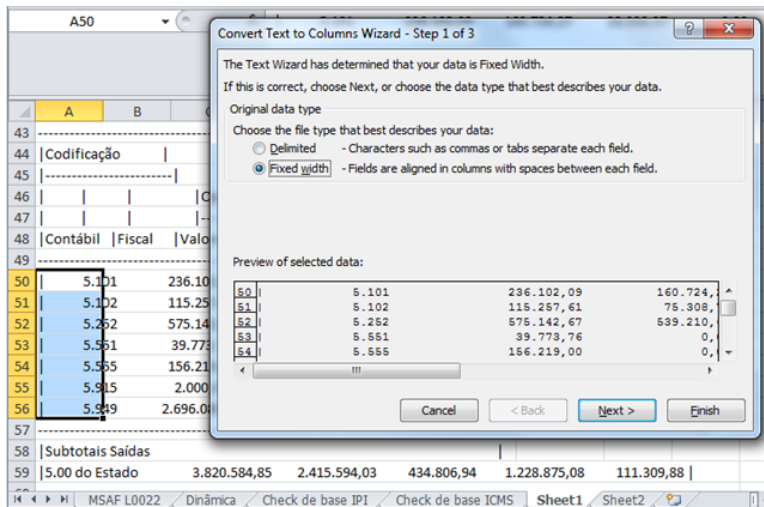 A50
Convert Text to Columns Wizard - Step 1 of 3
The Text Wizard has determined that your data is Fixed Width.
If this is correct, choose Next, or choose the data type that best describes your data.
Original data type
Choose the file type that best describes your data:
Delimited - Characters such as commas or tabs separate each field.
Fixed width - Fields are aligned in columns with spaces between each field.
Preview of selected data:
50 | 5.101 236.102,09 160.724,
51 | 5.102 115.257,61 75.308,
52 | 5.252 575.142,67 539.210,
53 | 5.551 39.773,76 0,
54 | 5.555 156.219,00 0,
Cancel < Back Next > Finish
A B
43 ----------------------------
44 |Codificação |
45 |------------------------|
46 | | | |C
47 | | | |--
48 |Contábil |Fiscal |Valo
49 ----------------------------
50 | 5.101 236.10
51 | 5.102 115.25
52 | 5.252 575.14
53 | 5.551 39.773
54 | 5.555 156.21
55 | 5.915 2.000
56 | 5.949 2.696.08
57 ----------------------------
58 |Subtotais Saídas |
59 |5.00 do Estado 3.820.584,85 2.415.594,03 434.806,94 1.228.875,08 111.309,88 |
MSAF L0022 Dinâmica Check de base IPI Check de base ICMS Sheet1 Sheet2